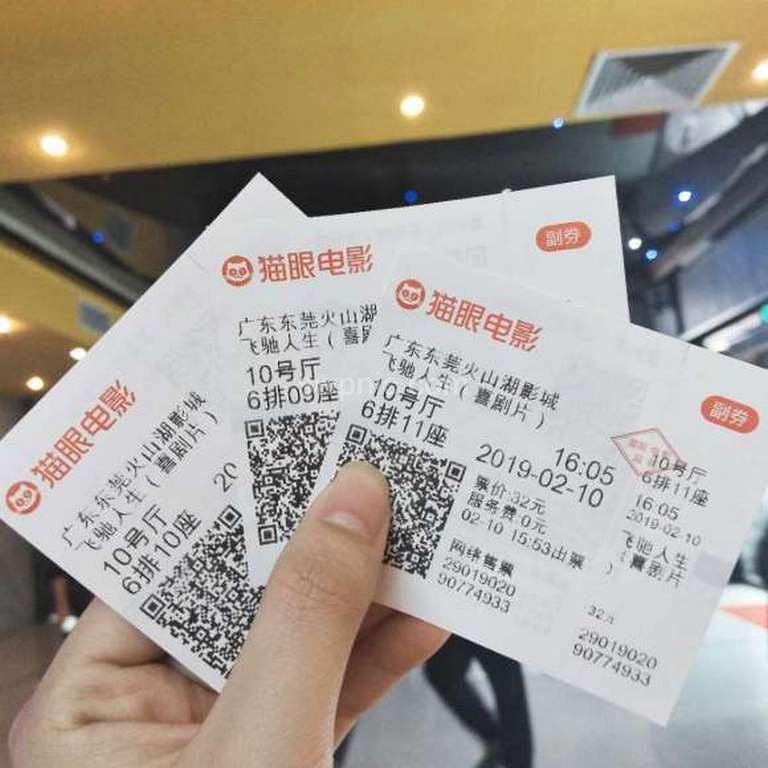 猫眼电影
广东东莞火山湖影城
飞驰人生(喜剧片)
10号厅
6排10座
20
猫眼电影
副券
广东东莞火山湖
飞驰人生(喜
10号厅
6排09座
猫眼电影
副券
广东东莞火山湖影城
飞驰人生(喜剧片)
10号厅
6排11座
16:05
2019-02-10
票价:32元
服务费:0元
02-10 15:53出票
网络售票
29019020
90774933
10号厅
6排11座
16:05
2019-02-10
飞驰人生
(喜剧片
)
32元
29019020
90774933